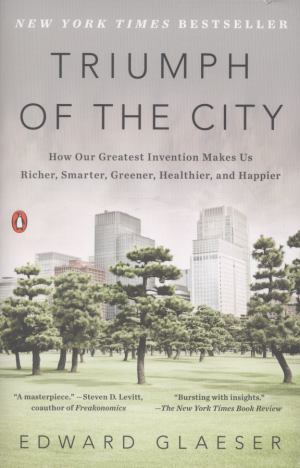 NEW YORK TIMES BESTSELLER
TRIUMPH
OF THE CITY
How Our Greatest Invention Makes Us
Richer, Smarter, Greener, Healthier, and Happier
"A masterpiece." —Steven D. Levitt,
coauthor of Freakonomics
"Bursting with insights."
—The New York Times Book Review
EDWARD GLAESER